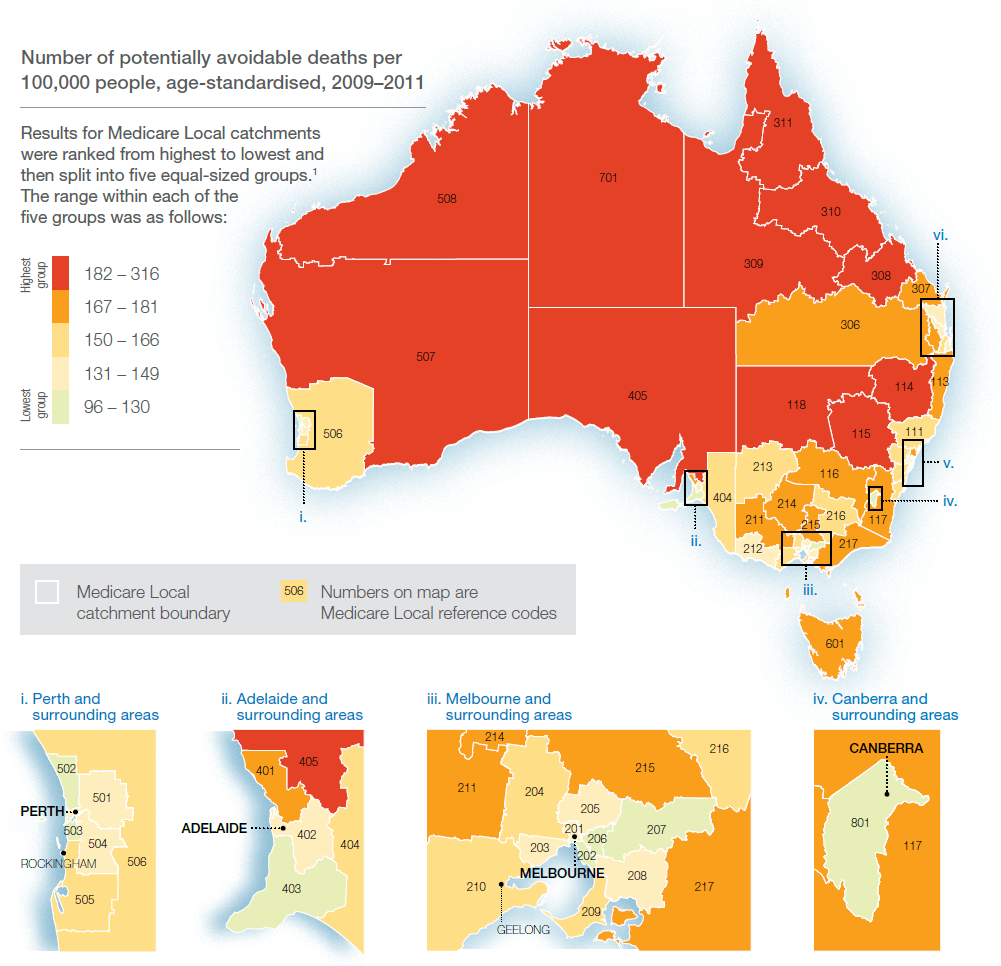 Number of potentially avoidable deaths per
100,000 people, age-standardised, 2009–2011
Results for Medicare Local catchments
were ranked from highest to lowest and
then split into five equal-sized groups.¹
The range within each of the
five groups was as follows:
Highest
group
182 – 316
167 – 181
150 – 166
131 – 149
96 – 130
Lowest
group
311
701
508
310
vi.
309
308
307
306
507
405
114
113
118
115
111
506
213
116
v.
404
214
iv.
211
215
216
117
i.
ii.
212
217
iii.
601
Medicare Local
catchment boundary
506
Numbers on map are
Medicare Local reference codes
i. Perth and
surrounding areas
502
501
PERTH
503
504
ROCKINGHAM
506
505
ii. Adelaide and
surrounding areas
401
405
ADELAIDE
402
404
403
iii. Melbourne and
surrounding areas
214
216
215
211
204
205
201
206
207
203
202
MELBOURNE
208
210
217
209
GEELONG
iv. Canberra and
surrounding areas
CANBERRA
801
117